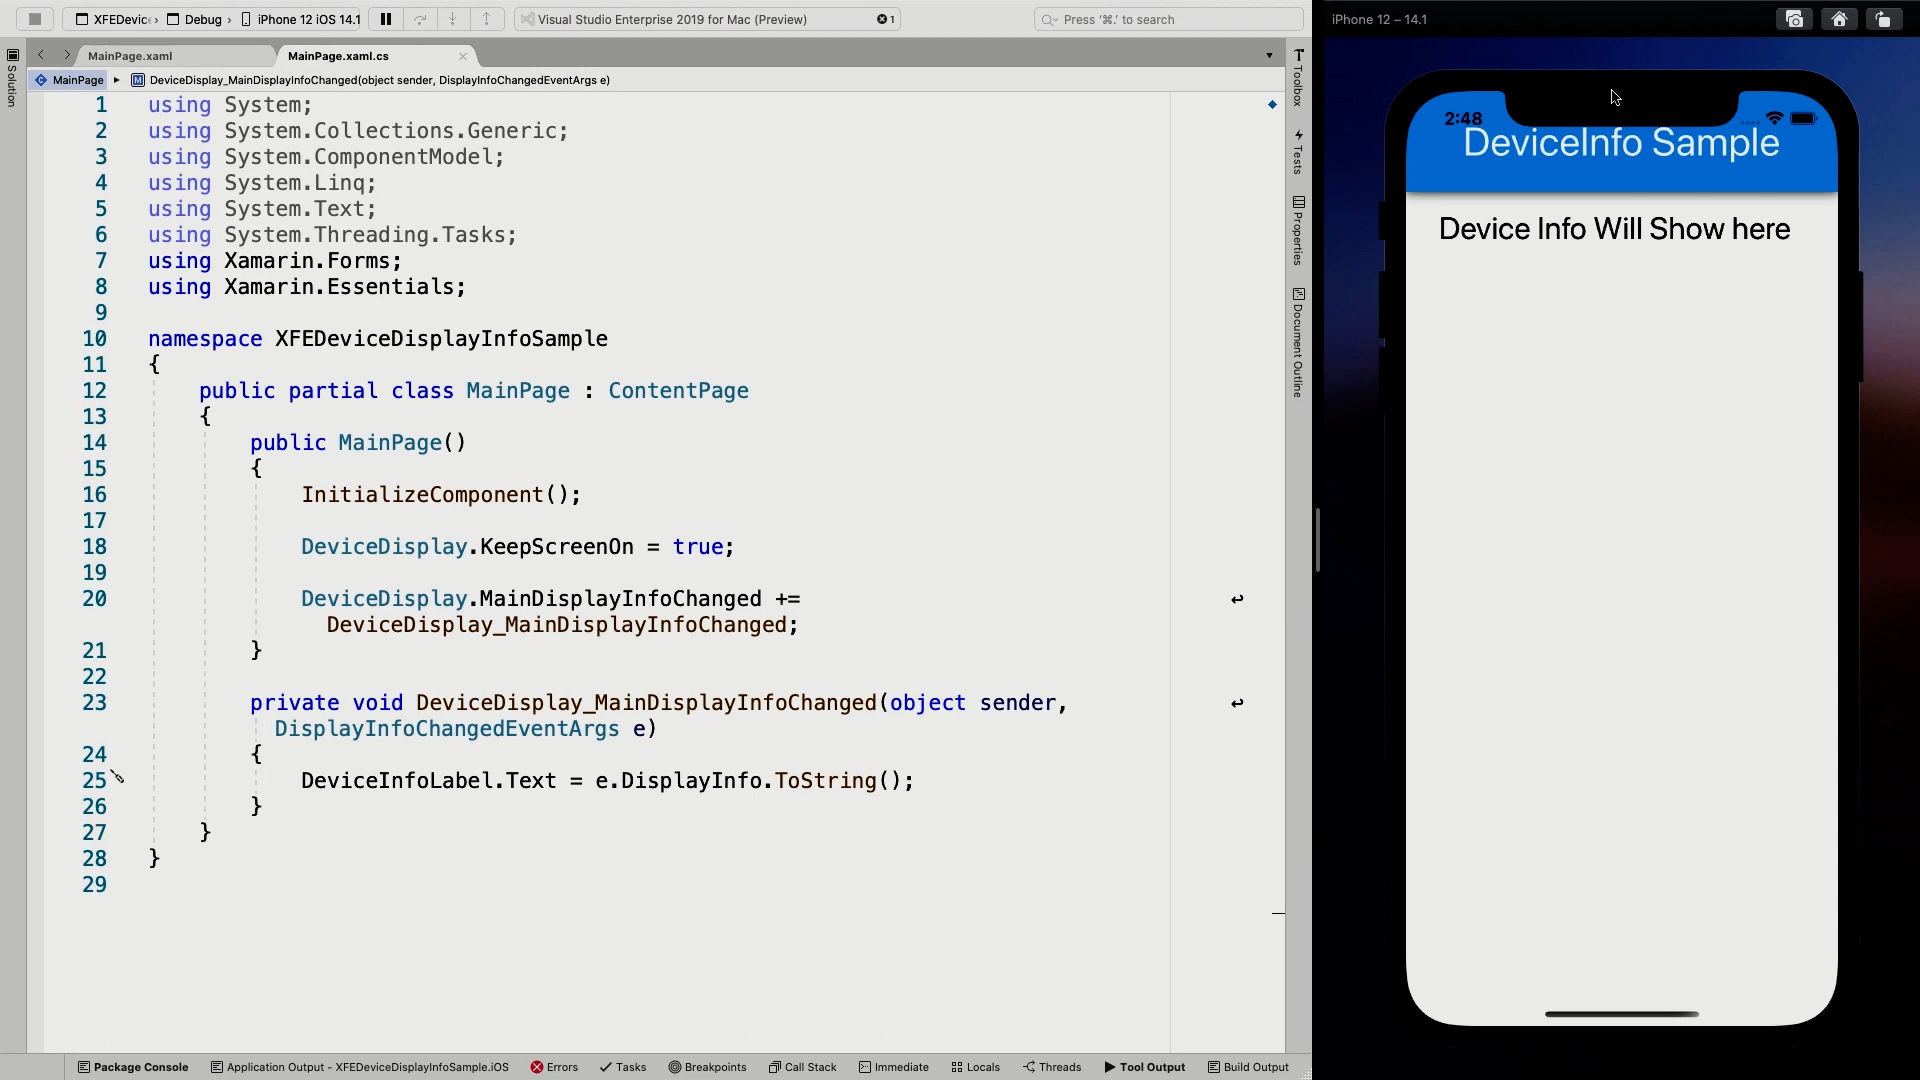 XFEDevice
Debug
iPhone 12 iOS 14.1
Visual Studio Enterprise 2019 for Mac (Preview)
1
Press '⌘.' to search
iPhone 12 – 14.1
Solution
MainPage.xaml
MainPage.xaml.cs
MainPage
M
DeviceDisplay_MainDisplayInfoChanged(object sender, DisplayInfoChangedEventArgs e)
1 using System;
2 using System.Collections.Generic;
3 using System.ComponentModel;
4 using System.Linq;
5 using System.Text;
6 using System.Threading.Tasks;
7 using Xamarin.Forms;
8 using Xamarin.Essentials;
9
10 namespace XFEDeviceDisplayInfoSample
11 {
12 public partial class MainPage : ContentPage
13 {
14 public MainPage()
15 {
16 InitializeComponent();
17
18 DeviceDisplay.KeepScreenOn = true;
19
20 DeviceDisplay.MainDisplayInfoChanged +=
DeviceDisplay_MainDisplayInfoChanged;
21 }
22
23 private void DeviceDisplay_MainDisplayInfoChanged(object sender,
DisplayInfoChangedEventArgs e)
24 {
25 DeviceInfoLabel.Text = e.DisplayInfo.ToString();
26 }
27 }
28 }
29
Toolbox
Tests
Properties
Document Outline
2:48
DeviceInfo Sample
Device Info Will Show here
Package Console
Application Output - XFEDeviceDisplayInfoSample.iOS
Errors
Tasks
Breakpoints
Call Stack
Immediate
Locals
Threads
Tool Output
Build Output